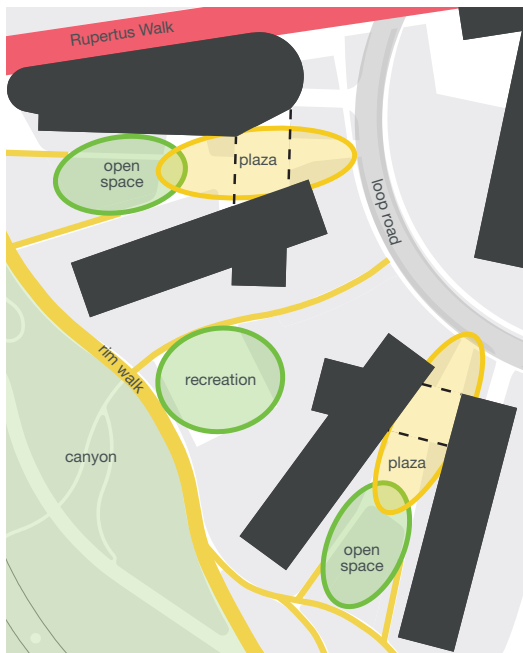 Rupertus Walk
open
space
plaza
loop road
rim walk
recreation
canyon
plaza
open
space